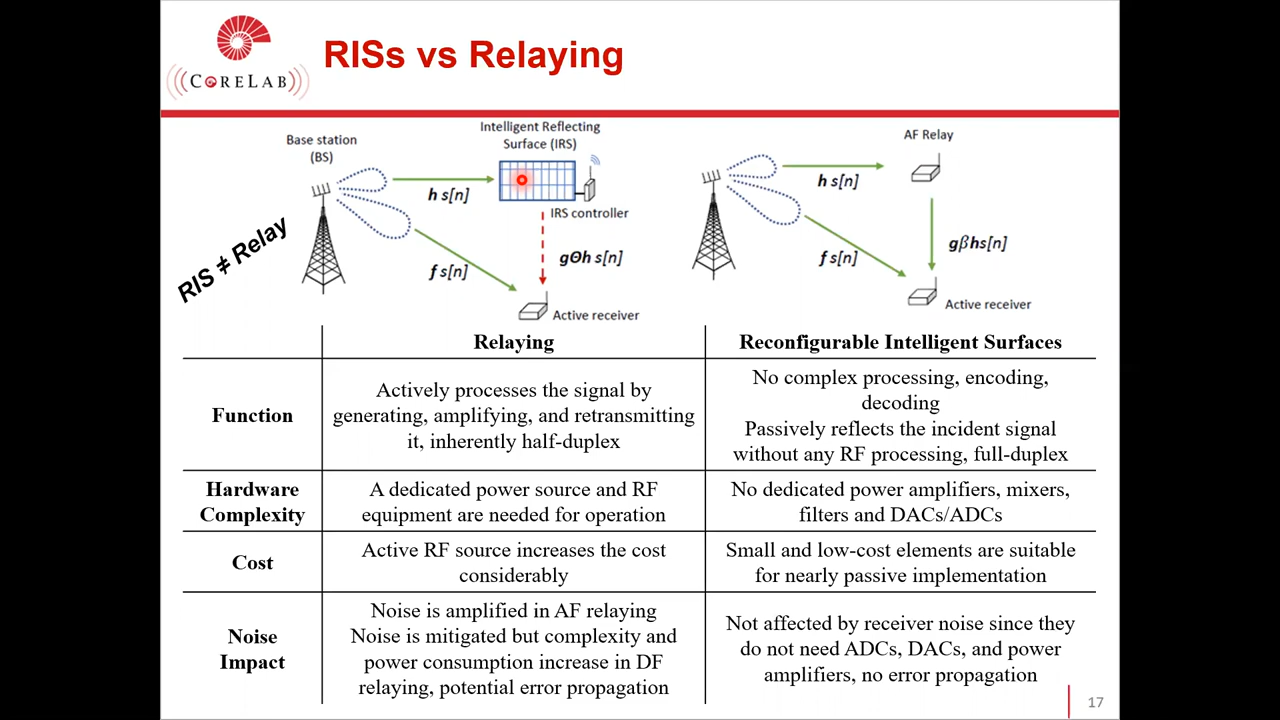 RISs vs Relaying
((CORELAB))
Base station
(BS)
Intelligent Reflecting
Surface (IRS)
h s[n]
IRS controller
gΘh s[n]
f s[n]
Active receiver
RIS ≠ Relay
AF Relay
h s[n]
gβhs[n]
f s[n]
Active receiver
Relaying
Reconfigurable Intelligent Surfaces
Function
Actively processes the signal by
generating, amplifying, and retransmitting
it, inherently half-duplex
No complex processing, encoding,
decoding
Passively reflects the incident signal
without any RF processing, full-duplex
Hardware
Complexity
A dedicated power source and RF
equipment are needed for operation
No dedicated power amplifiers, mixers,
filters and DACs/ADCs
Cost
Active RF source increases the cost
considerably
Small and low-cost elements are suitable
for nearly passive implementation
Noise
Impact
Noise is amplified in AF relaying
Noise is mitigated but complexity and
power consumption increase in DF
relaying, potential error propagation
Not affected by receiver noise since they
do not need ADCs, DACs, and power
amplifiers, no error propagation
17